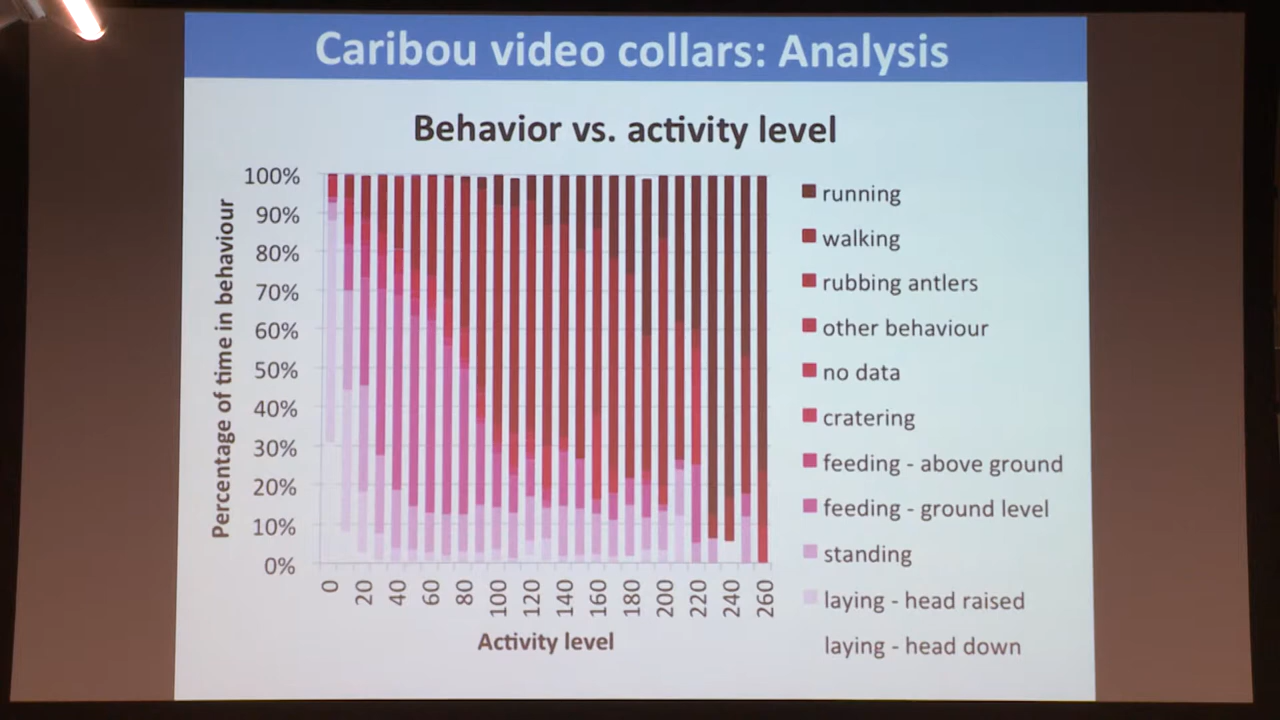 Caribou video collars: Analysis
Behavior vs. activity level
Percentage of time in behaviour
100%
90%
80%
70%
60%
50%
40%
30%
20%
10%
0%
0
20
40
60
80
100
120
140
160
180
200
220
240
260
Activity level
running
walking
rubbing antlers
other behaviour
no data
cratering
feeding - above ground
feeding - ground level
standing
laying - head raised
laying - head down